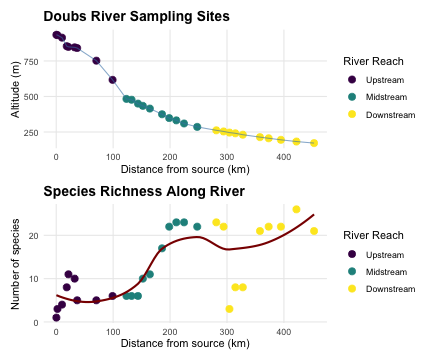 Doubs River Sampling Sites
Altitude (m)
750
500
250
0 100 200 300 400
Distance from source (km)
River Reach
Upstream
Midstream
Downstream
Species Richness Along River
Number of species
20
10
0
0 100 200 300 400
Distance from source (km)
River Reach
Upstream
Midstream
Downstream